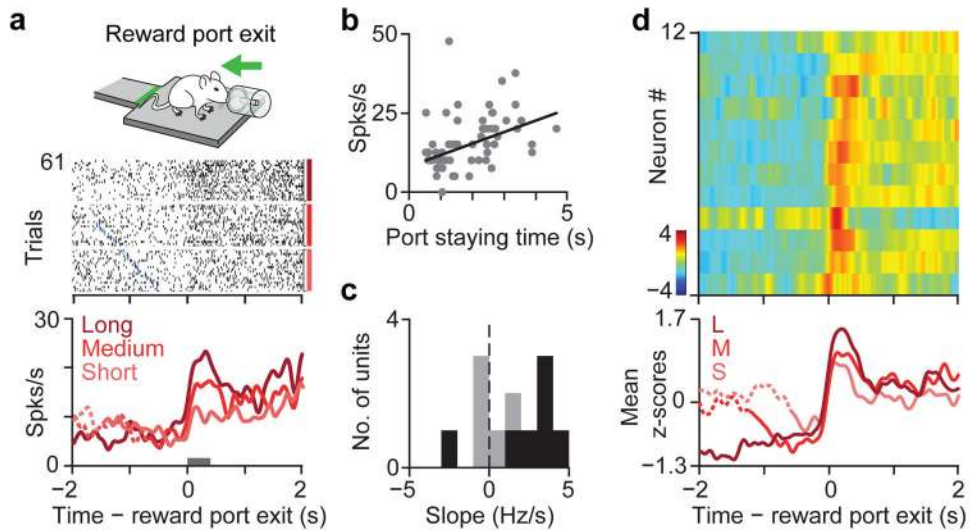 a
Reward port exit
61
Trials
30
Spks/s
0
Long
Medium
Short
−2
0
2
Time − reward port exit (s)
b
50
25
0
Spks/s
0
5
Port staying time (s)
c
4
0
No. of units
−5
0
5
Slope (Hz/s)
d
12
Neuron #
4
−4
1.7
0
−1.3
Mean
z-scores
L
M
S
−2
0
2
Time − reward port exit (s)